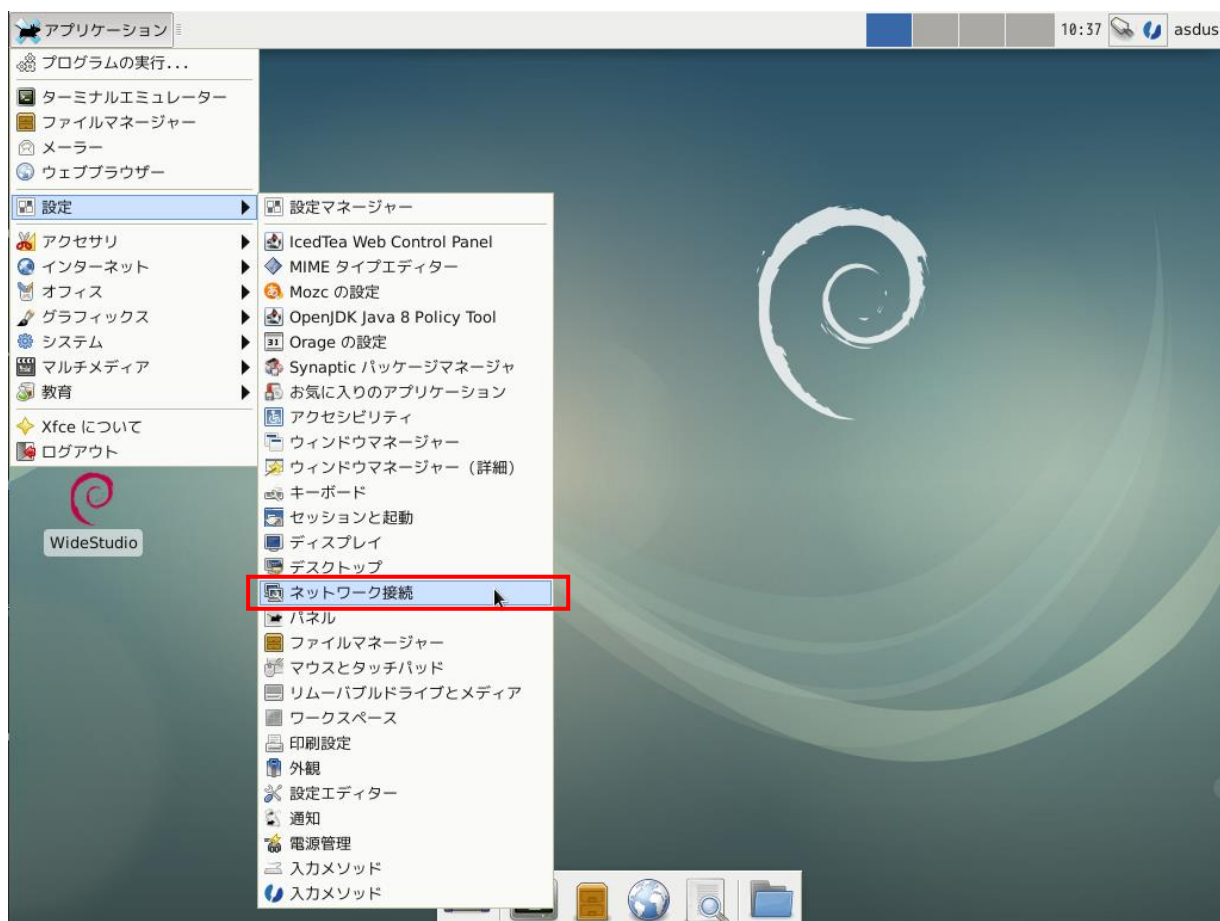 アプリケーション
10:37
asdus
プログラムの実行...
ターミナルエミュレーター
ファイルマネージャー
メーラー
ウェブブラウザー
設定
アクセサリ
インターネット
オフィス
グラフィックス
システム
マルチメディア
教育
Xfce について
ログアウト
WideStudio
設定マネージャー
IcedTea Web Control Panel
MIME タイプエディター
Mozc の設定
OpenJDK Java 8 Policy Tool
31
Orage の設定
Synaptic パッケージマネージャ
お気に入りのアプリケーション
アクセシビリティ
ウィンドウマネージャー
ウィンドウマネージャー（詳細）
キーボード
セッションと起動
ディスプレイ
デスクトップ
ネットワーク接続
パネル
ファイルマネージャー
マウスとタッチパッド
リムーバブルドライブとメディア
ワークスペース
印刷設定
外観
設定エディター
通知
電源管理
入力メソッド
入力メソッド